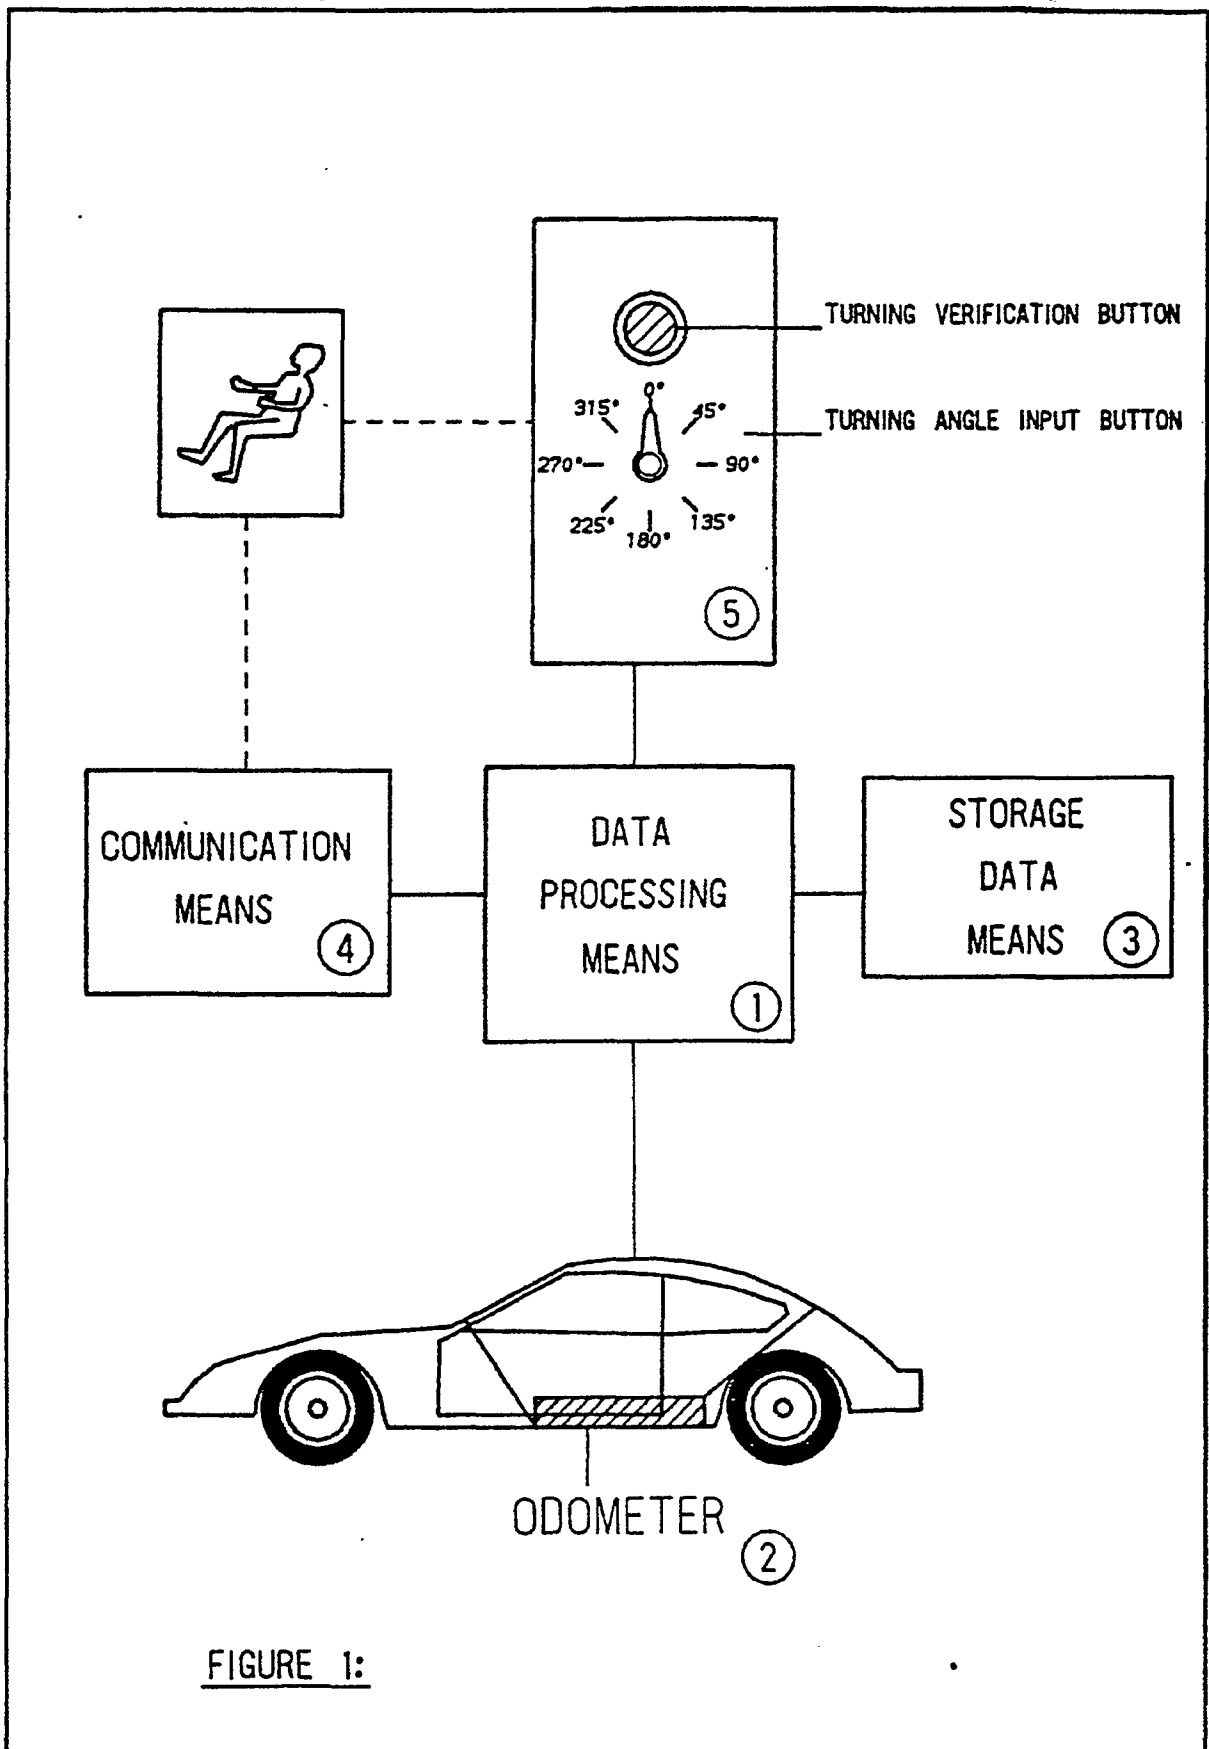 TURNING VERIFICATION BUTTON
0°
315° 45°
TURNING ANGLE INPUT BUTTON
270° 90°
225° 135°
180°
5
COMMUNICATION
MEANS
4
DATA
PROCESSING
MEANS
1
STORAGE
DATA
MEANS 3
ODOMETER
2
FIGURE 1: